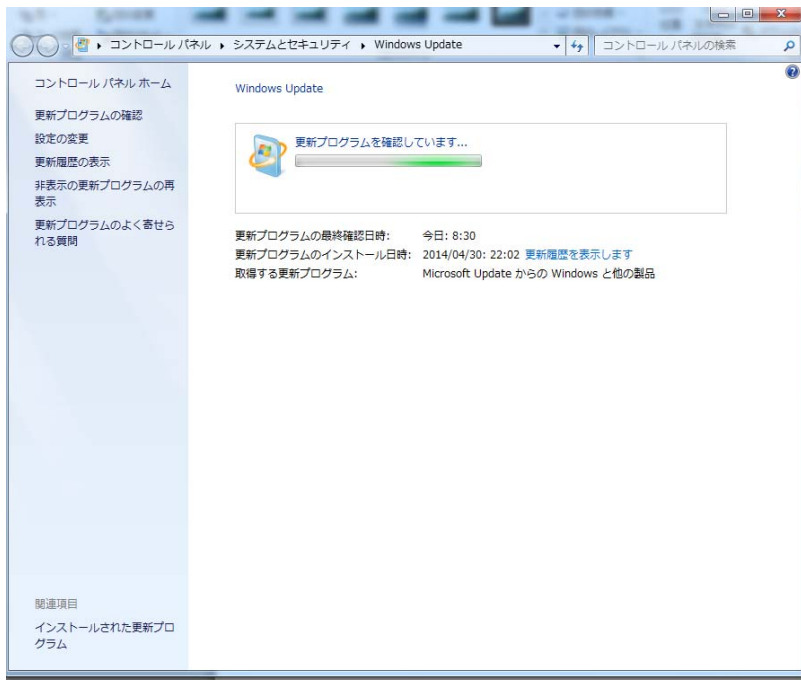 コントロール パネル ▸ システムとセキュリティ ▸ Windows Update
コントロール パネルの検索
コントロール パネル ホーム
更新プログラムの確認
設定の変更
更新履歴の表示
非表示の更新プログラムの再
表示
更新プログラムのよく寄せら
れる質問
Windows Update
更新プログラムを確認しています...
更新プログラムの最終確認日時: 今日: 8:30
更新プログラムのインストール日時: 2014/04/30: 22:02 更新履歴を表示します
取得する更新プログラム: Microsoft Update からの Windows と他の製品
関連項目
インストールされた更新プロ
グラム